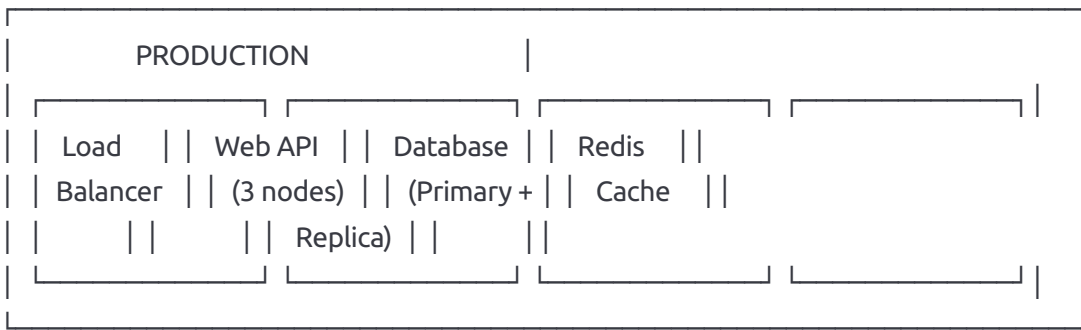 PRODUCTION
Load Web API Database Redis
Balancer (3 nodes) (Primary + Cache
Replica)